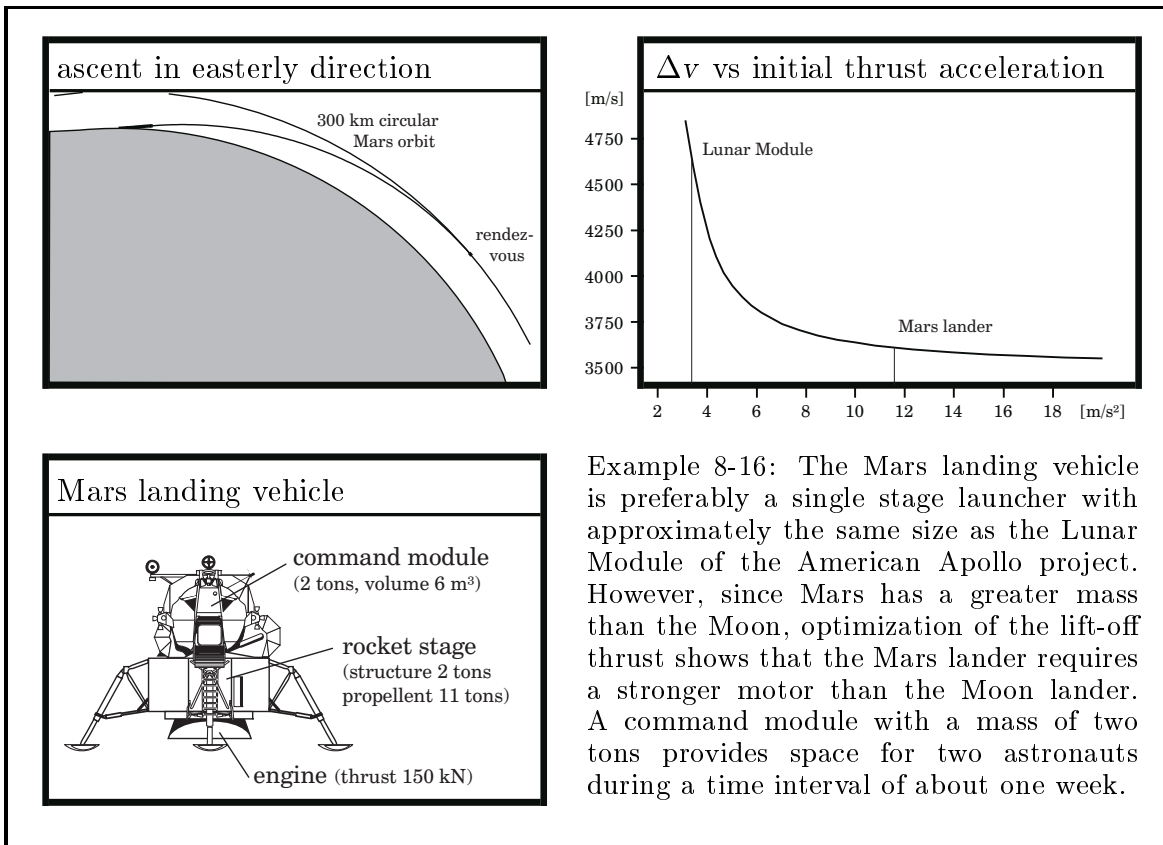 ascent in easterly direction
300 km circular
Mars orbit
rendez-
vous
Δv vs initial thrust acceleration
[m/s]
4750
4500
4250
4000
3750
3500
Lunar Module
Mars lander
2 4 6 8 10 12 14 16 18 [m/s²]
Mars landing vehicle
command module
(2 tons, volume 6 m³)
rocket stage
(structure 2 tons
propellent 11 tons)
engine (thrust 150 kN)
Example 8-16: The Mars landing vehicle
is preferably a single stage launcher with
approximately the same size as the Lunar
Module of the American Apollo project.
However, since Mars has a greater mass
than the Moon, optimization of the lift-off
thrust shows that the Mars lander requires
a stronger motor than the Moon lander.
A command module with a mass of two
tons provides space for two astronauts
during a time interval of about one week.